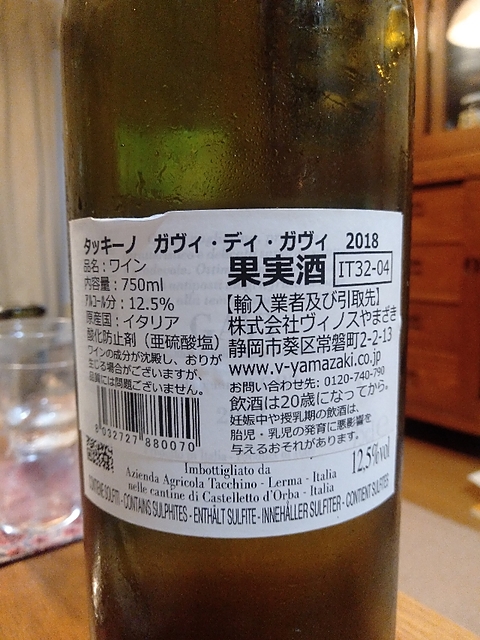 タッキーノ ガヴィ・ディ・ガヴィ 2018
品名：ワイン
内容量：750ml
アルコール分：12.5%
原産国：イタリア
酸化防止剤（亜硫酸塩）
ワインの成分が沈殿し、おりが
生じる場合がございますが、
品質には問題ございません。
8 032727 880070
果実酒 IT32-04
【輸入業者及び引取先】
株式会社ヴィノスやまざき
静岡市葵区常磐町2-2-13
www.v-yamazaki.co.jp
お問い合わせ先：0120-740-790
飲酒は20歳になってから。
妊娠中や授乳期の飲酒は、
胎児・乳児の発育に悪影響を
与えるおそれがあります。
Imbottigliato da
Azienda Agricola Tacchino - Lerma - Italia
nelle cantine di Castelletto d'Orba - Italia
12,5%vol
CONTIENE SOLFITI - CONTAINS SULPHITES - ENTHÄLT SULFITE - INNEHÅLLER SULFITER - CONTIENT SULFITES